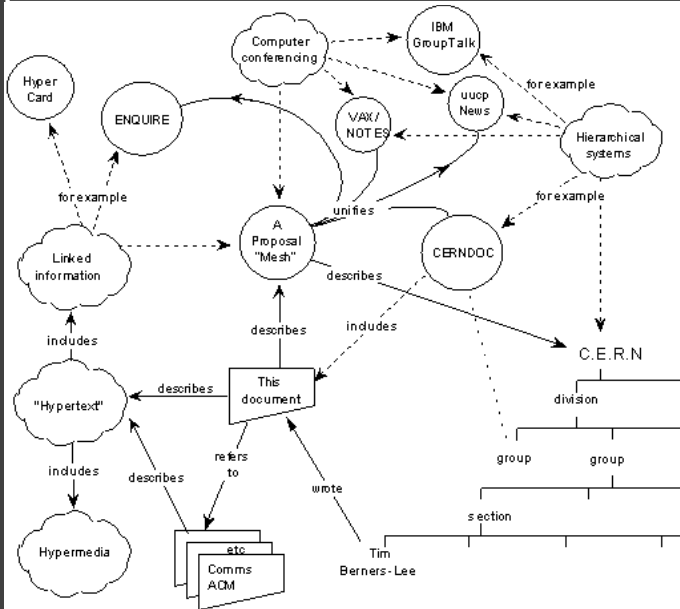 IBM
GroupTalk
Computer
conferencing
for example
Hyper
Card
uucp
News
ENQUIRE
VAX/
NOTES
Hierarchical
systems
for example
for example
unifies
A
Proposal
"Mesh"
CERNDOC
Linked
information
describes
includes
describes
includes
C.E.R.N
This
document
describes
division
"Hypertext"
refers
to
group
group
includes
describes
wrote
section
Hypermedia
etc
Tim
Berners-Lee
Comms
ACM